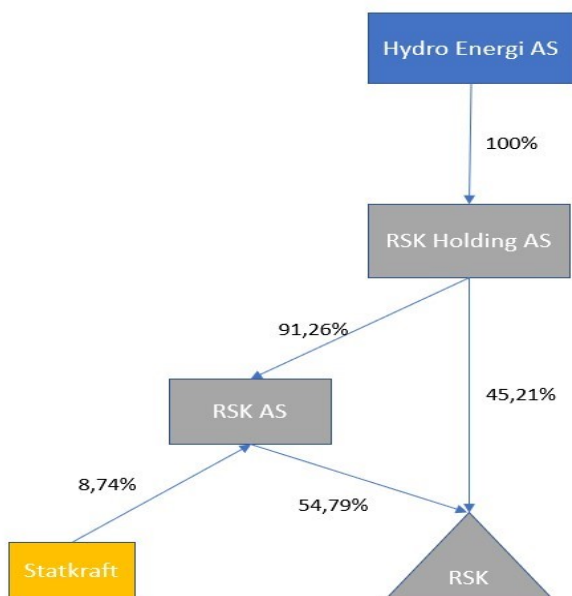 Hydro Energi AS
100%
RSK Holding AS
91,26%
45,21%
RSK AS
8,74%
54,79%
Statkraft
RSK